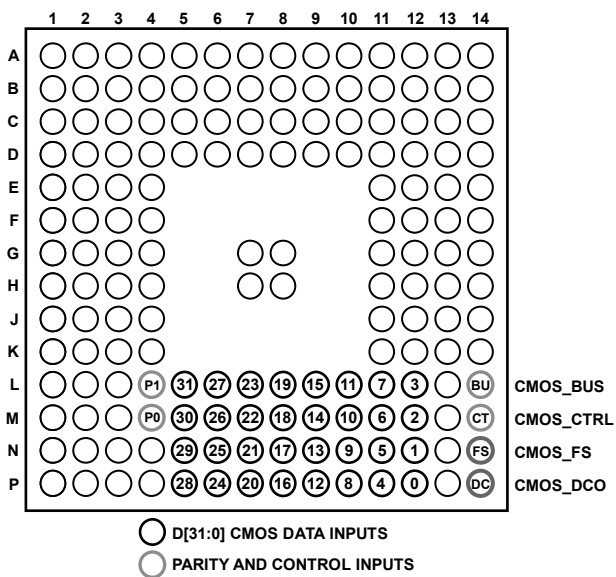 1 2 3 4 5 6 7 8 9 10 11 12 13 14
A
B
C
D
E
F
G
H
J
K
L P1 31 27 23 19 15 11 7 3 BU CMOS_BUS
M P0 30 26 22 18 14 10 6 2 CT CMOS_CTRL
N 29 25 21 17 13 9 5 1 FS CMOS_FS
P 28 24 20 16 12 8 4 0 DC CMOS_DCO
D[31:0] CMOS DATA INPUTS
PARITY AND CONTROL INPUTS